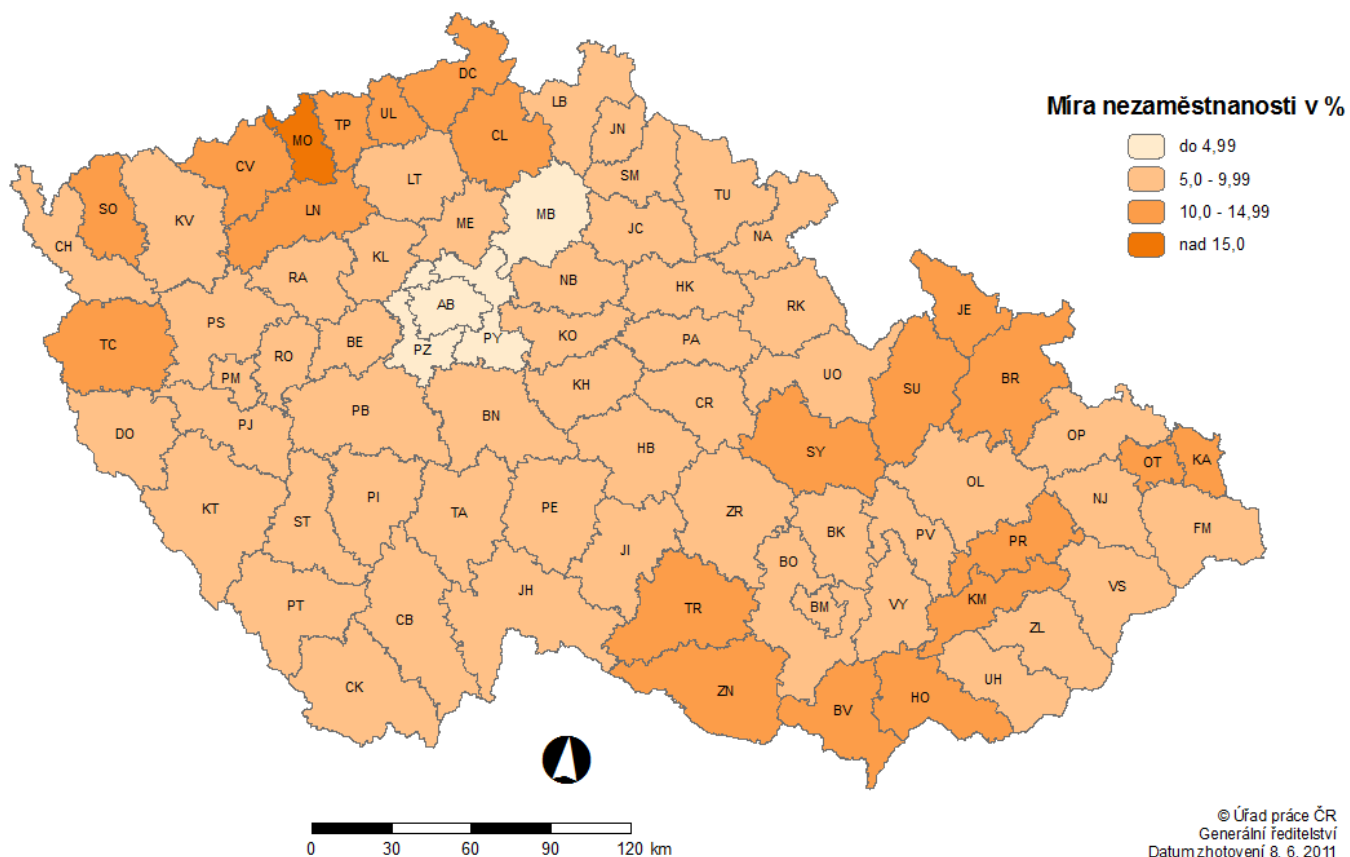 DC
LB
JN
UL
TP
MO
CL
CV
LT
SM
TU
SO
KV
LN
MB
ME
JC
NA
CH
KL
RA
NB
HK
AB
RK
PS
BE
RO
KO
PA
JE
TC
PZ
PY
PM
UO
KH
SU
BR
PB
BN
CR
DO
PJ
HB
SY
OP
OT
KA
OL
NJ
KT
ST
PI
TA
PE
ZR
BK
PV
PR
FM
JI
BO
VS
PT
CB
JH
TR
BM
VY
KM
ZL
CK
ZN
BV
HO
UH
Míra nezaměstnanosti v %
do 4,99
5,0 - 9,99
10,0 - 14,99
nad 15,0
0 30 60 90 120 km
© Úřad práce ČR
Generální ředitelství
Datum zhotovení 8. 6. 2011